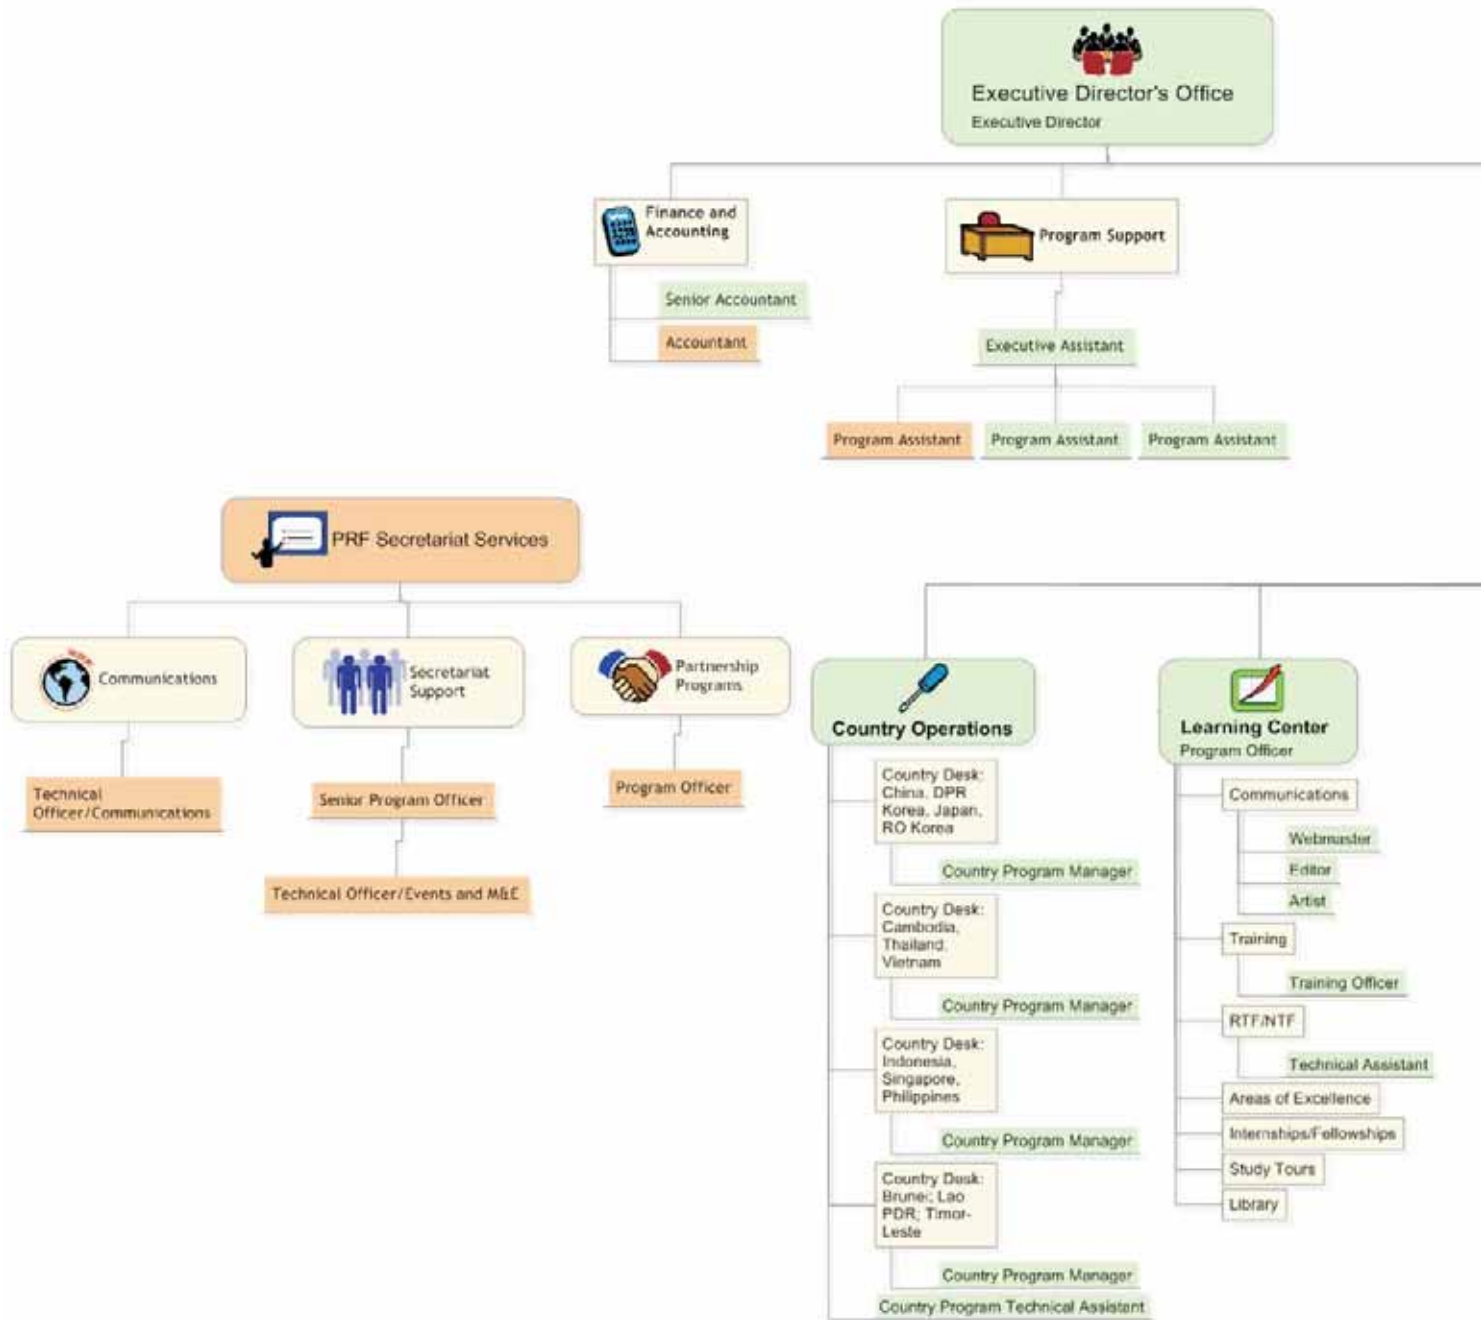 Executive Director's Office
Executive Director
Finance and
Accounting
Senior Accountant
Accountant
Program Support
Executive Assistant
Program Assistant
Program Assistant
Program Assistant
PRF Secretariat Services
Communications
Technical
Officer/Communications
Secretariat
Support
Senior Program Officer
Technical Officer/Events and M&E
Partnership
Programs
Program Officer
Country Operations
Country Desk:
China, DPR
Korea, Japan,
RO Korea
Country Program Manager
Country Desk:
Cambodia,
Thailand,
Vietnam
Country Program Manager
Country Desk:
Indonesia,
Singapore,
Philippines
Country Program Manager
Country Desk:
Brunei; Lao
PDR; Timor-
Leste
Country Program Manager
Country Program Technical Assistant
Learning Center
Program Officer
Communications
Webmaster
Editor
Artist
Training
Training Officer
RTF/NTF
Technical Assistant
Areas of Excellence
Internships/Fellowships
Study Tours
Library